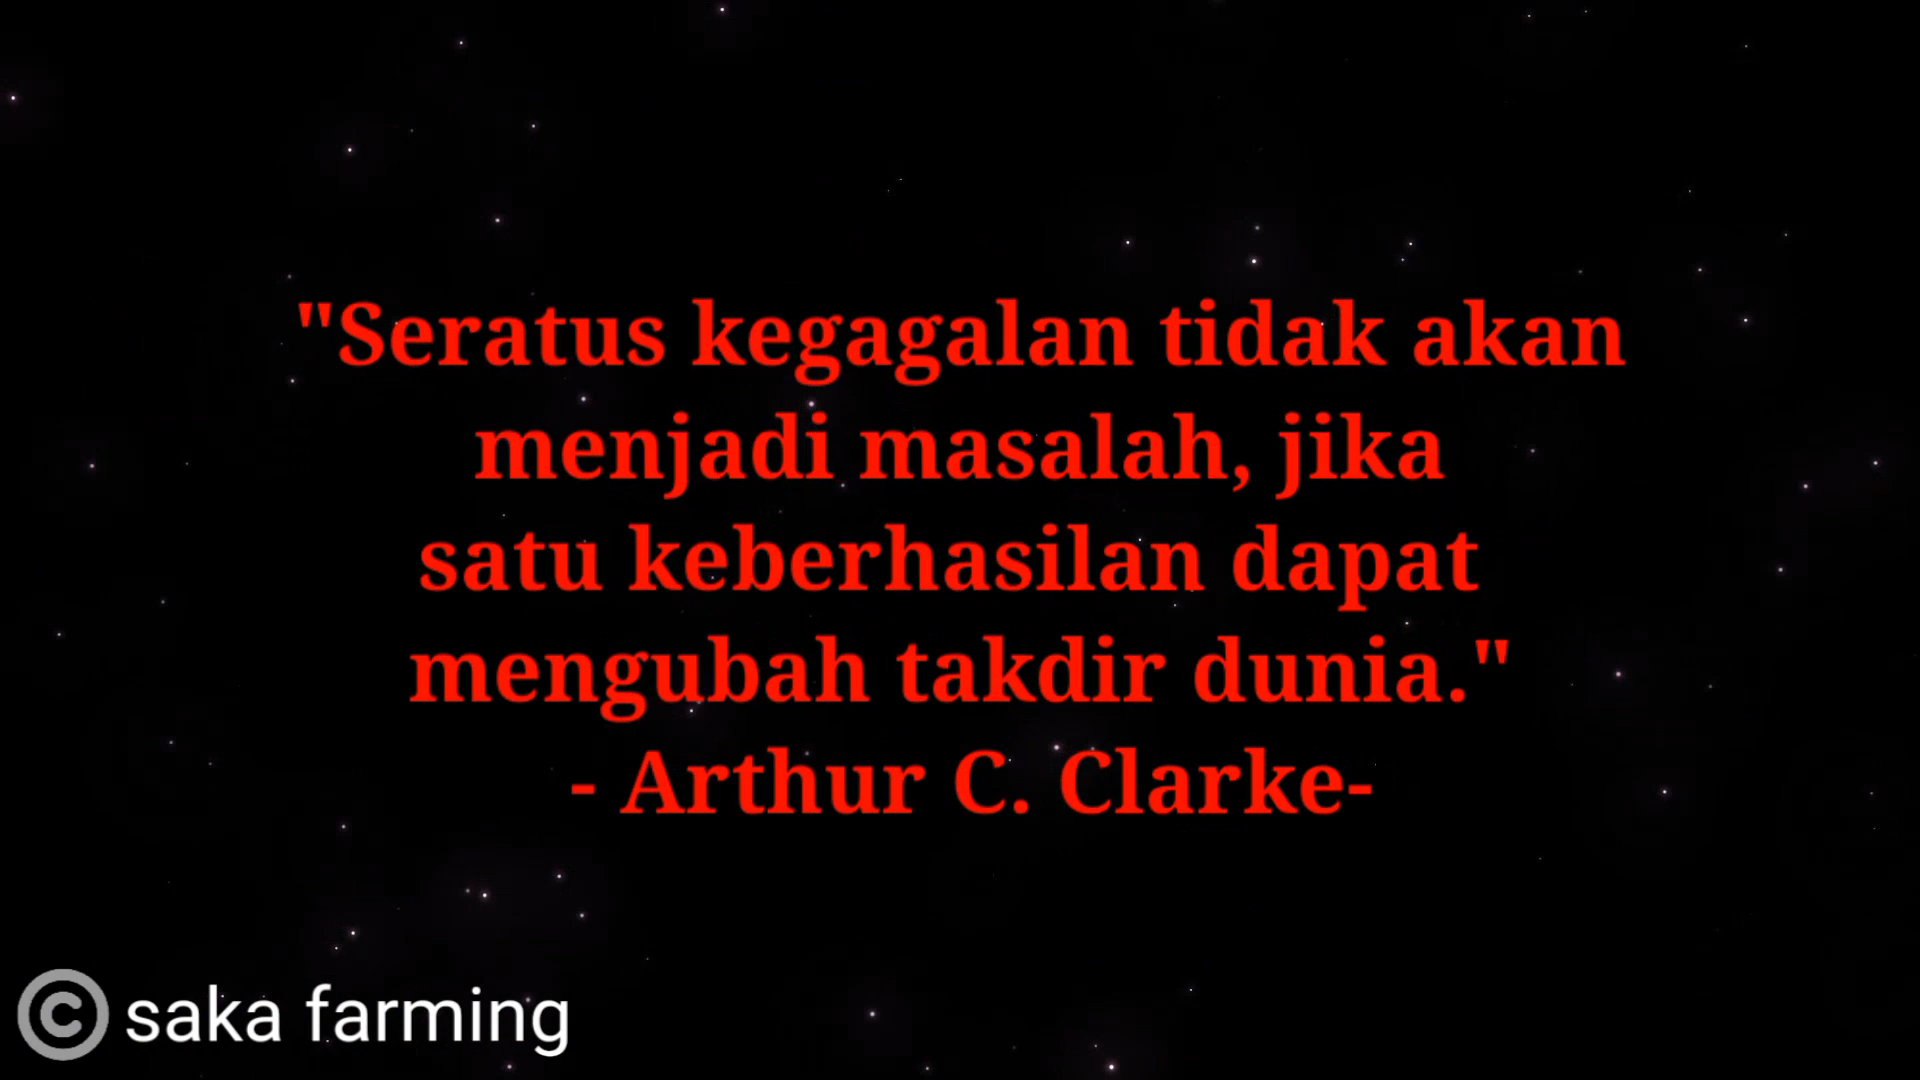 "Seratus kegagalan tidak akan
menjadi masalah, jika
satu keberhasilan dapat
mengubah takdir dunia."
- Arthur C. Clarke-
© saka farming